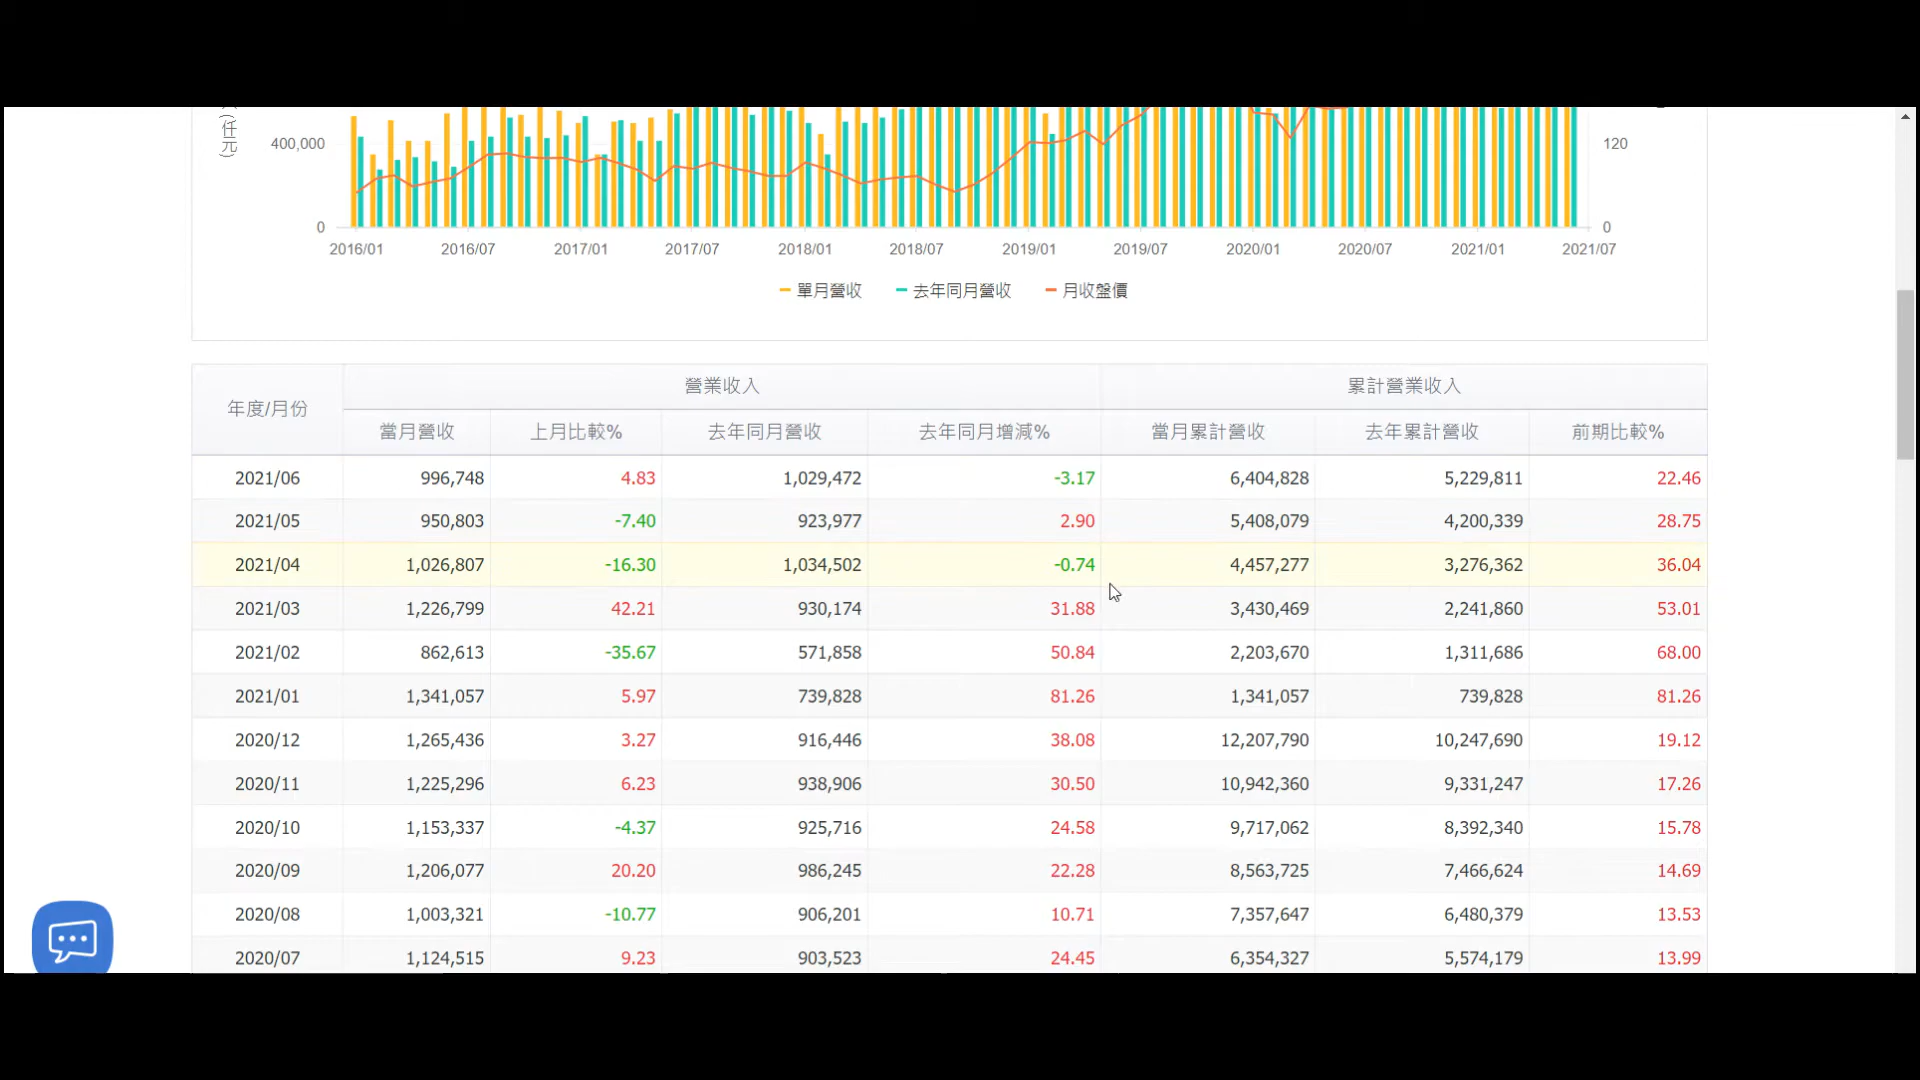 (仟元)
400,000 120
0 0
2016/01 2016/07 2017/01 2017/07 2018/01 2018/07 2019/01 2019/07 2020/01 2020/07 2021/01 2021/07
單月營收 去年同月營收 月收盤價
年度/月份 營業收入 累計營業收入
當月營收 上月比較% 去年同月營收 去年同月增減% 當月累計營收 去年累計營收 前期比較%
2021/06 996,748 4.83 1,029,472 -3.17 6,404,828 5,229,811 22.46
2021/05 950,803 -7.40 923,977 2.90 5,408,079 4,200,339 28.75
2021/04 1,026,807 -16.30 1,034,502 -0.74 4,457,277 3,276,362 36.04
2021/03 1,226,799 42.21 930,174 31.88 3,430,469 2,241,860 53.01
2021/02 862,613 -35.67 571,858 50.84 2,203,670 1,311,686 68.00
2021/01 1,341,057 5.97 739,828 81.26 1,341,057 739,828 81.26
2020/12 1,265,436 3.27 916,446 38.08 12,207,790 10,247,690 19.12
2020/11 1,225,296 6.23 938,906 30.50 10,942,360 9,331,247 17.26
2020/10 1,153,337 -4.37 925,716 24.58 9,717,062 8,392,340 15.78
2020/09 1,206,077 20.20 986,245 22.28 8,563,725 7,466,624 14.69
2020/08 1,003,321 -10.77 906,201 10.71 7,357,647 6,480,379 13.53
2020/07 1,124,515 9.23 903,523 24.45 6,354,327 5,574,179 13.99